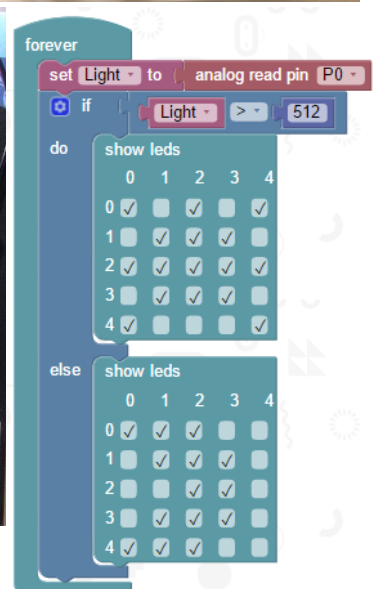 forever
set Light to analog read pin P0
if Light > 512
do show leds
0 1 2 3 4
0
1
2
3
4
else show leds
0 1 2 3 4
0
1
2
3
4